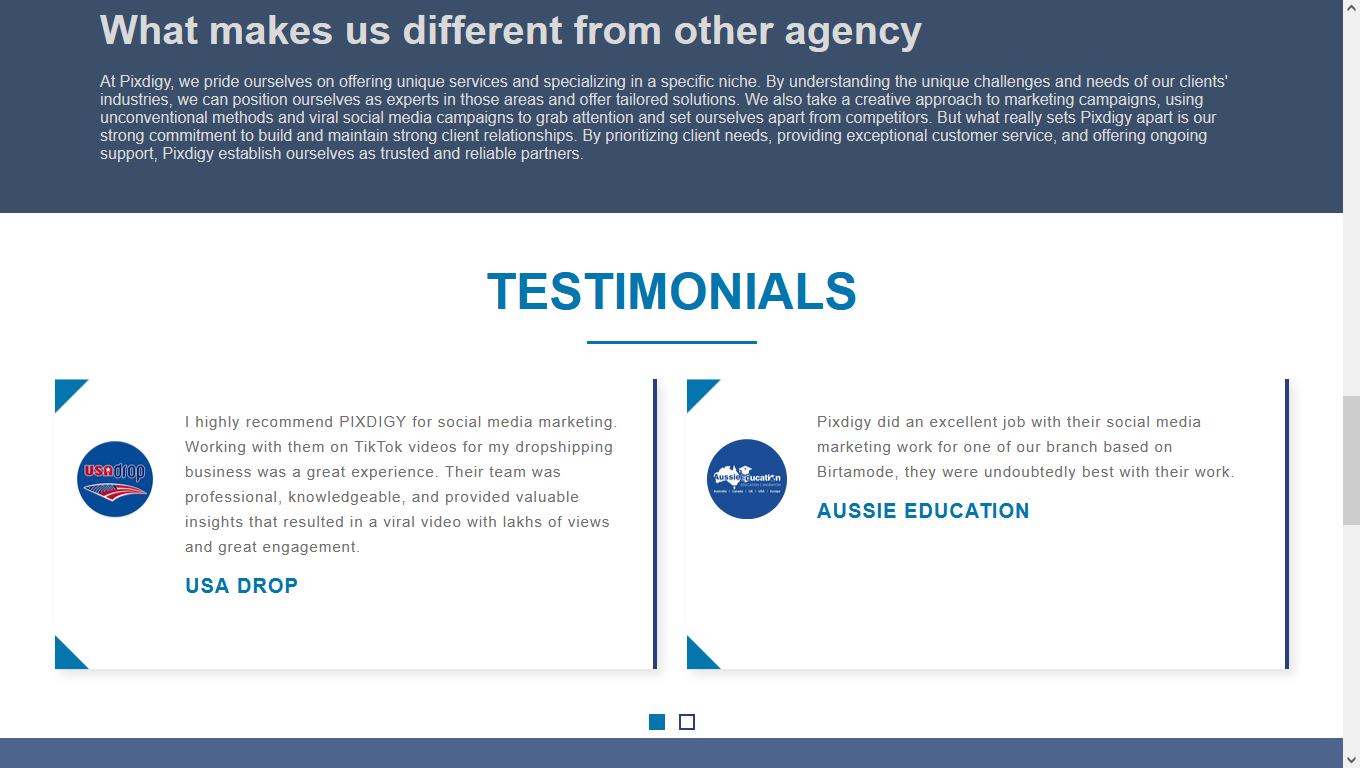 What makes us different from other agency
At Pixdigy, we pride ourselves on offering unique services and specializing in a specific niche. By understanding the unique challenges and needs of our clients'
industries, we can position ourselves as experts in those areas and offer tailored solutions. We also take a creative approach to marketing campaigns, using
unconventional methods and viral social media campaigns to grab attention and set ourselves apart from competitors. But what really sets Pixdigy apart is our
strong commitment to build and maintain strong client relationships. By prioritizing client needs, providing exceptional customer service, and offering ongoing
support, Pixdigy establish ourselves as trusted and reliable partners.
TESTIMONIALS
I highly recommend PIXDIGY for social media marketing.
Working with them on TikTok videos for my dropshipping
business was a great experience. Their team was
professional, knowledgeable, and provided valuable
insights that resulted in a viral video with lakhs of views
and great engagement.
USA DROP
usadrop
Pixdigy did an excellent job with their social media
marketing work for one of our branch based on
Birtamode, they were undoubtedly best with their work.
AUSSIE EDUCATION
Aussie Education